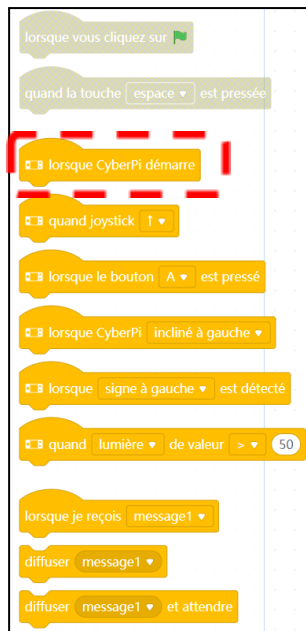 lorsque vous cliquez sur
quand la touche espace est pressée
lorsque CyberPi démarre
quand joystick ↑
lorsque le bouton A est pressé
lorsque CyberPi incliné à gauche
lorsque signe à gauche est détecté
quand lumière de valeur > 50
lorsque je reçois message1
diffuser message1
diffuser message1 et attendre